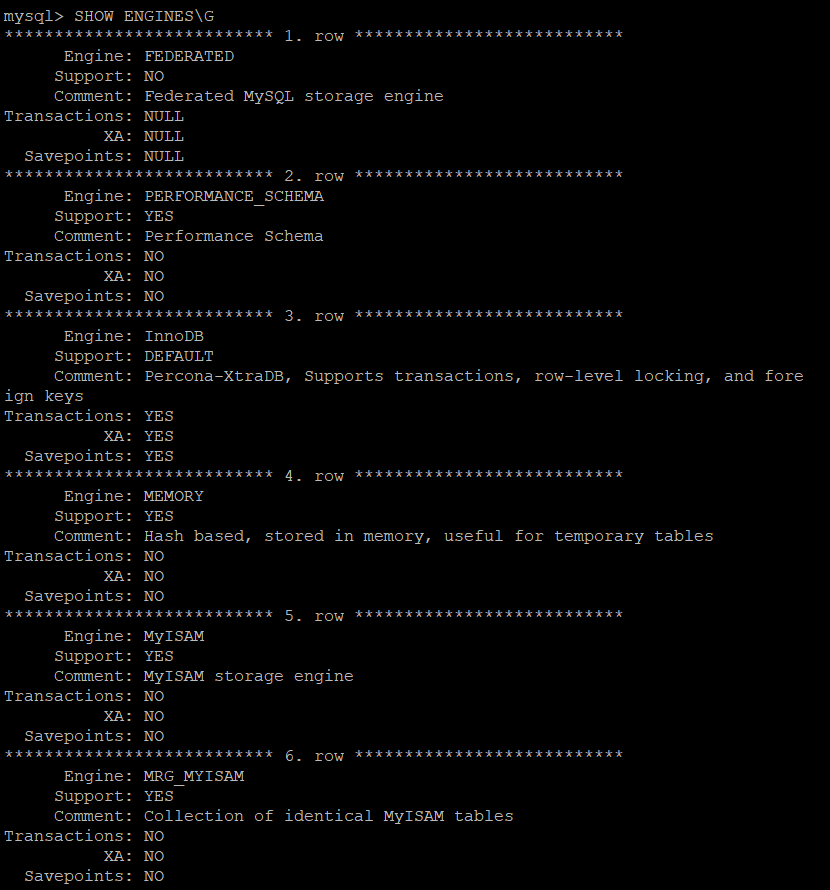 mysql> SHOW ENGINES\G
*************************** 1. row ***************************
      Engine: FEDERATED
     Support: NO
     Comment: Federated MySQL storage engine
Transactions: NULL
          XA: NULL
  Savepoints: NULL
*************************** 2. row ***************************
      Engine: PERFORMANCE_SCHEMA
     Support: YES
     Comment: Performance Schema
Transactions: NO
          XA: NO
  Savepoints: NO
*************************** 3. row ***************************
      Engine: InnoDB
     Support: DEFAULT
     Comment: Percona-XtraDB, Supports transactions, row-level locking, and fore
ign keys
Transactions: YES
          XA: YES
  Savepoints: YES
*************************** 4. row ***************************
      Engine: MEMORY
     Support: YES
     Comment: Hash based, stored in memory, useful for temporary tables
Transactions: NO
          XA: NO
  Savepoints: NO
*************************** 5. row ***************************
      Engine: MyISAM
     Support: YES
     Comment: MyISAM storage engine
Transactions: NO
          XA: NO
  Savepoints: NO
*************************** 6. row ***************************
      Engine: MRG_MYISAM
     Support: YES
     Comment: Collection of identical MyISAM tables
Transactions: NO
          XA: NO
  Savepoints: NO